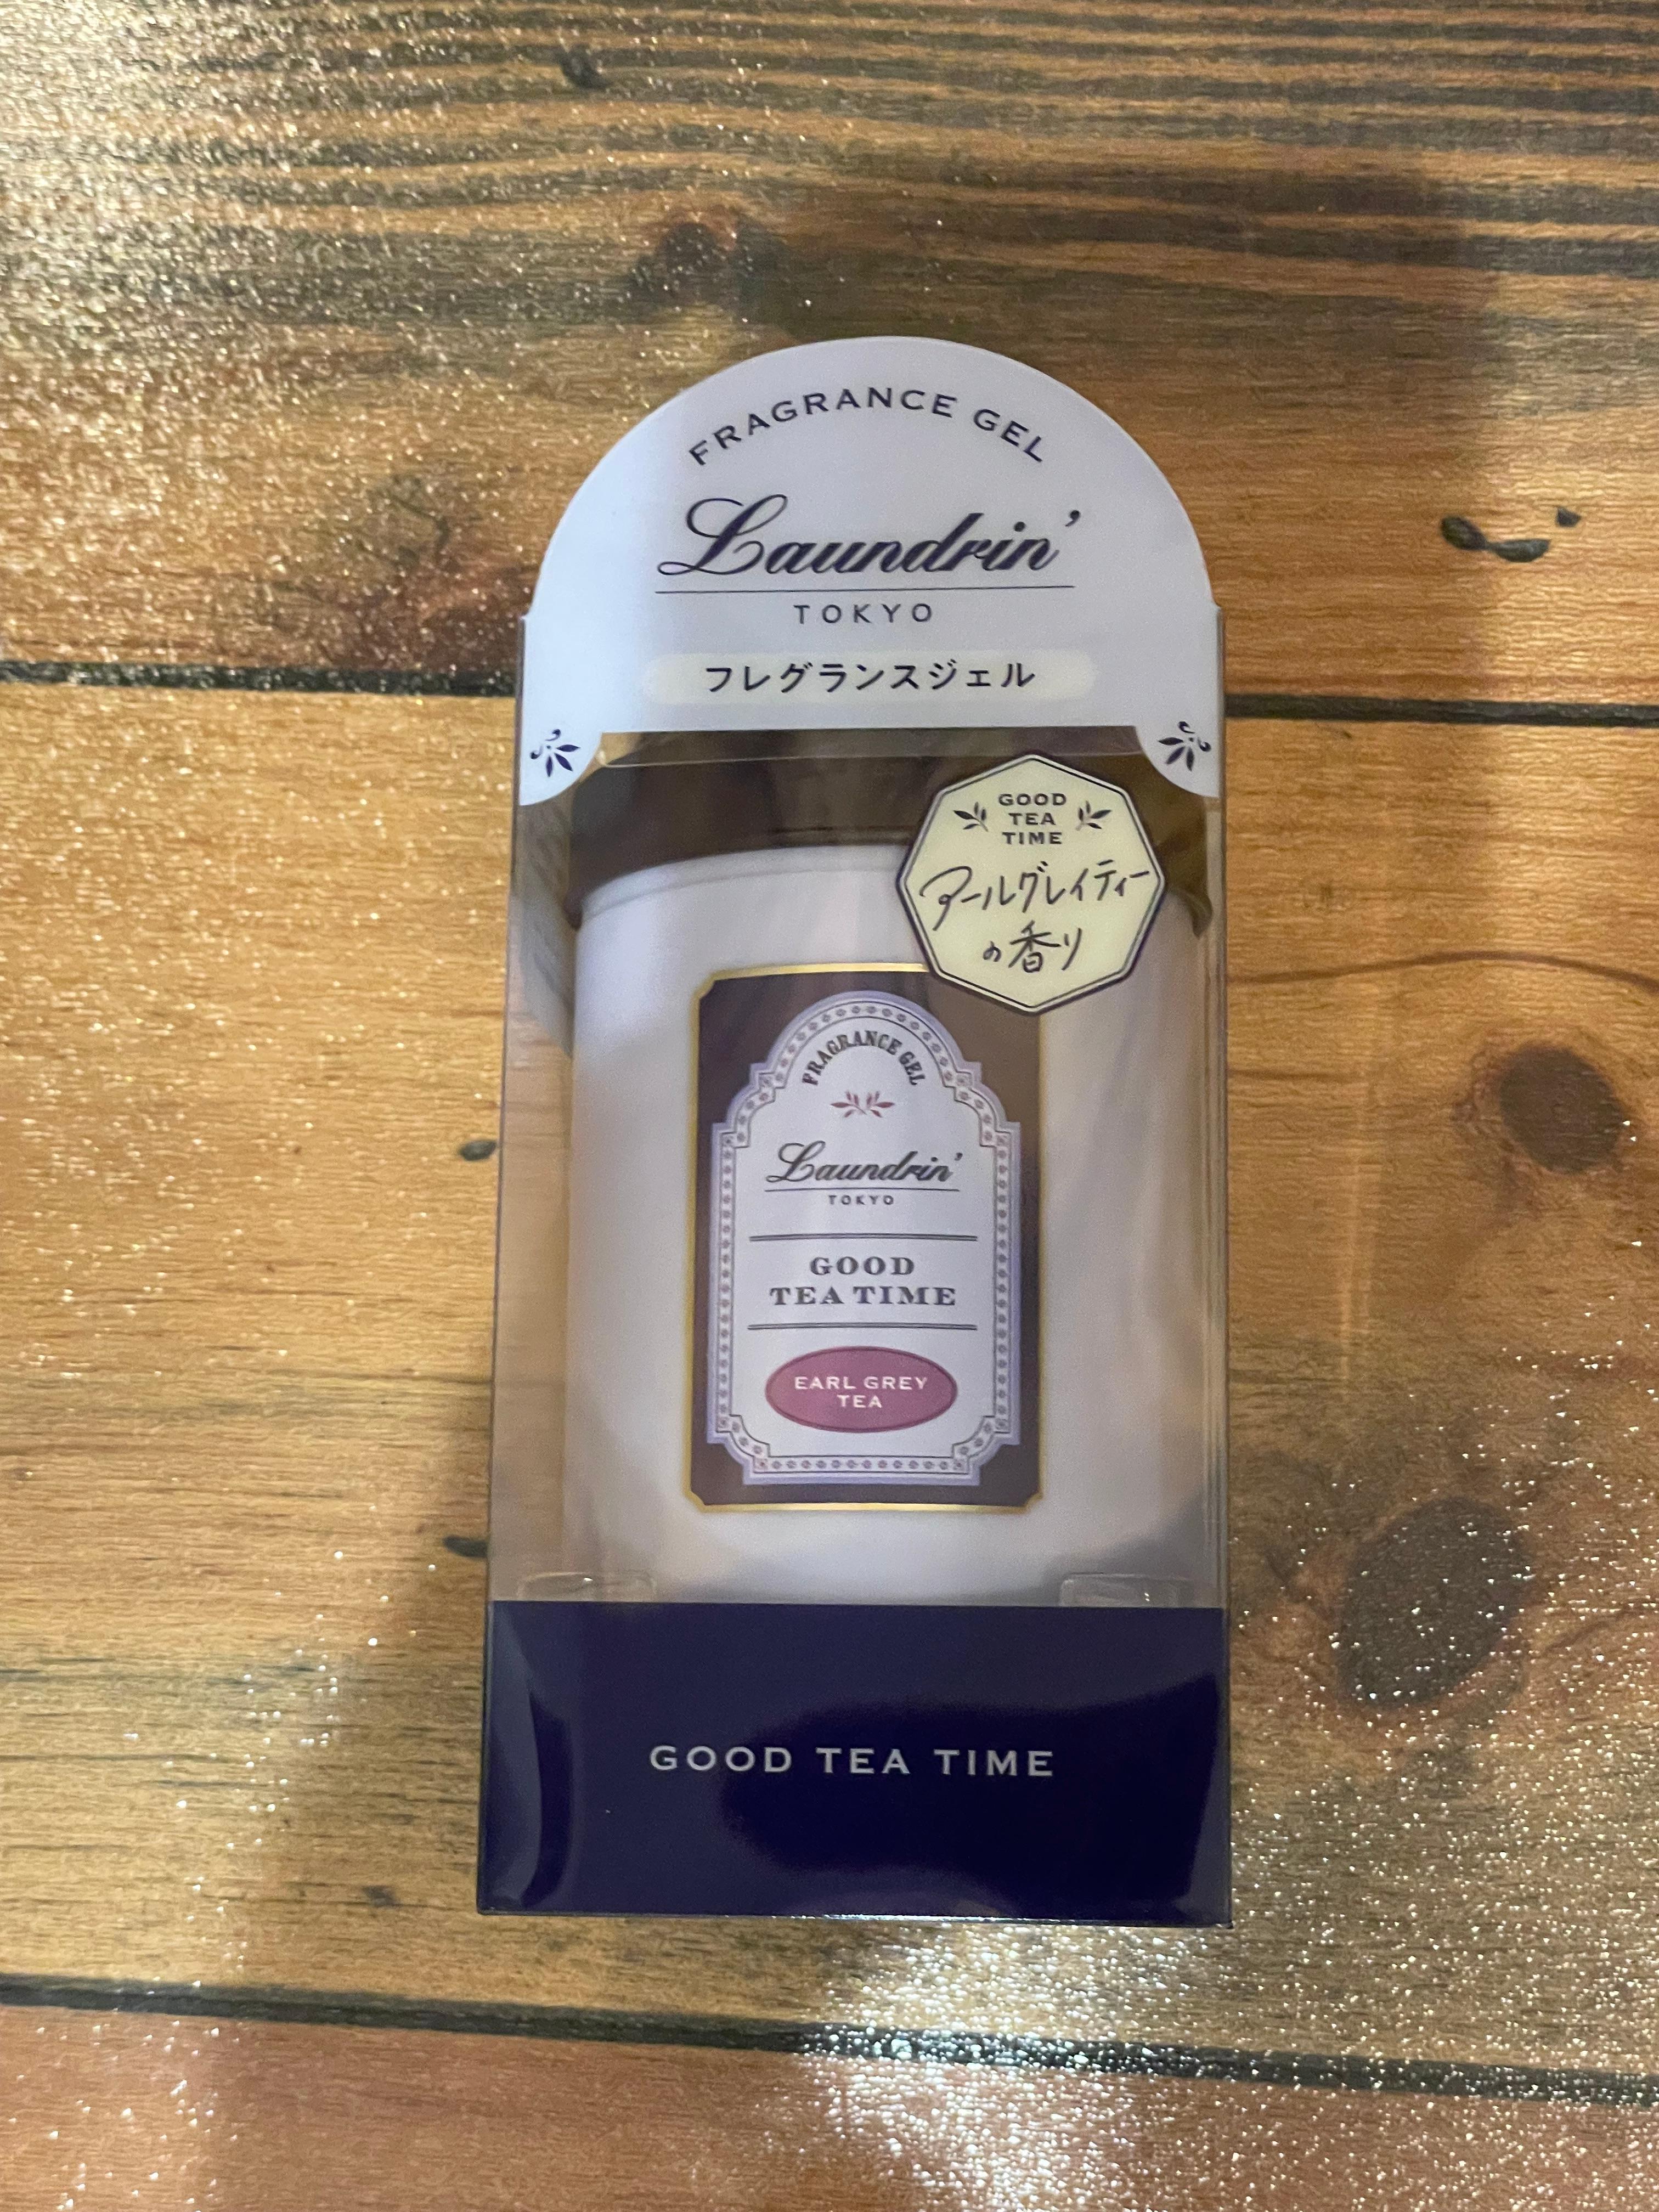 FRAGRANCE GEL
Laundrin'
TOKYO
フレグランスジェル
GOOD
TEA
TIME
アールグレイティー
の香り
FRAGRANCE GEL
Laundrin'
TOKYO
GOOD
TEA TIME
EARL GREY
TEA
GOOD TEA TIME